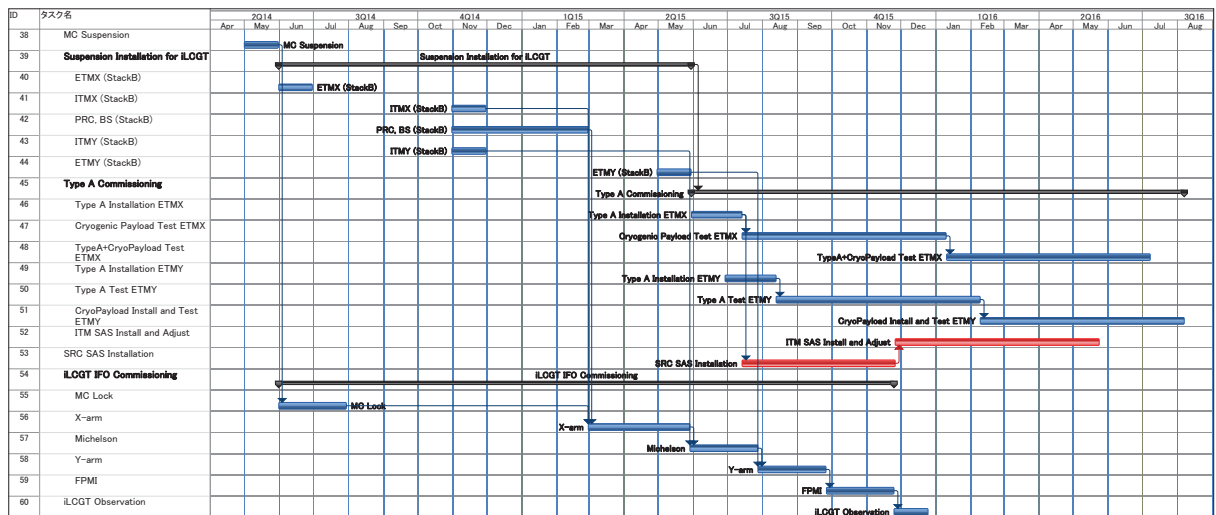 ID タスク名 2Q14 3Q14 4Q14 1Q15 2Q15 3Q15 4Q15 1Q16 2Q16 3Q16
Apr May Jun Jul Aug Sep Oct Nov Dec Jan Feb Mar Apr May Jun Jul Aug Sep Oct Nov Dec Jan Feb Mar Apr May Jun Jul Aug
38 MC Suspension
MC Suspension
39 Suspension Installation for iLCGT
Suspension Installation for iLCGT
40 ETMX (StackB)
ETMX (StackB)
41 ITMX (StackB)
ITMX (StackB)
42 PRC, BS (StackB)
PRC, BS (StackB)
43 ITMY (StackB)
ITMY (StackB)
44 ETMY (StackB)
ETMY (StackB)
45 Type A Commissioning
Type A Commissioning
46 Type A Installation ETMX
Type A Installation ETMX
47 Cryogenic Payload Test ETMX
Cryogenic Payload Test ETMX
48 TypeA+CryoPayload Test
ETMX
TypeA+CryoPayload Test ETMX
49 Type A Installation ETMY
Type A Installation ETMY
50 Type A Test ETMY
Type A Test ETMY
51 CryoPayload Install and Test
ETMY
CryoPayload Install and Test ETMY
52 ITM SAS Install and Adjust
ITM SAS Install and Adjust
53 SRC SAS Installation
SRC SAS Installation
54 iLCGT IFO Commissioning
iLCGT IFO Commissioning
55 MC Lock
MC Lock
56 X-arm
X-arm
57 Michelson
Michelson
58 Y-arm
Y-arm
59 FPMI
FPMI
60 iLCGT Observation
iLCGT Observation